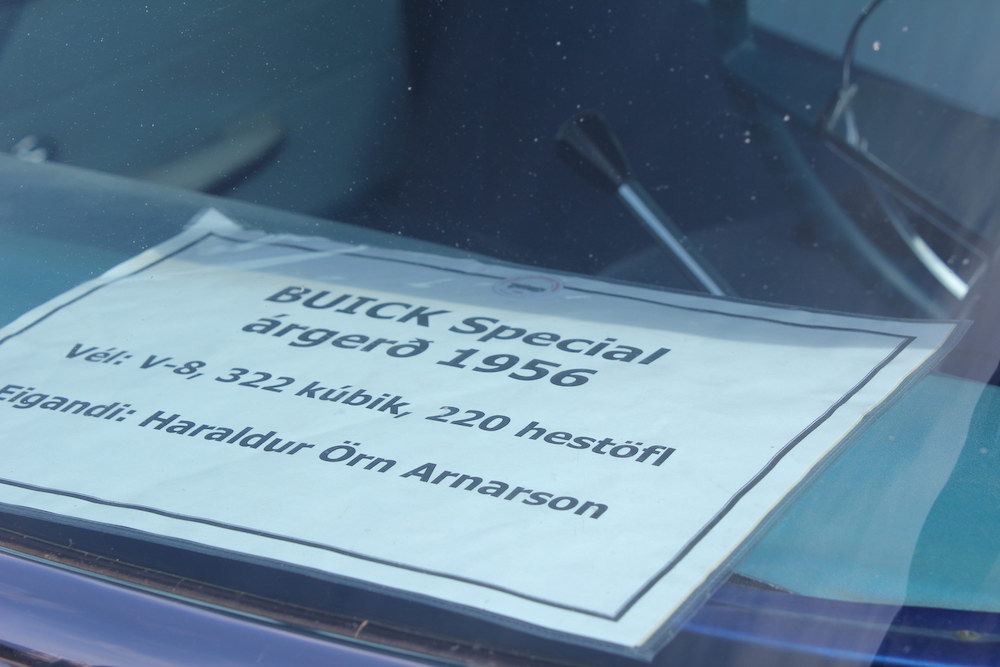 BUICK Special
árgerð 1956
Vél: V-8, 322 kúbik, 220 hestöfl
Eigandi: Haraldur Örn Arnarson